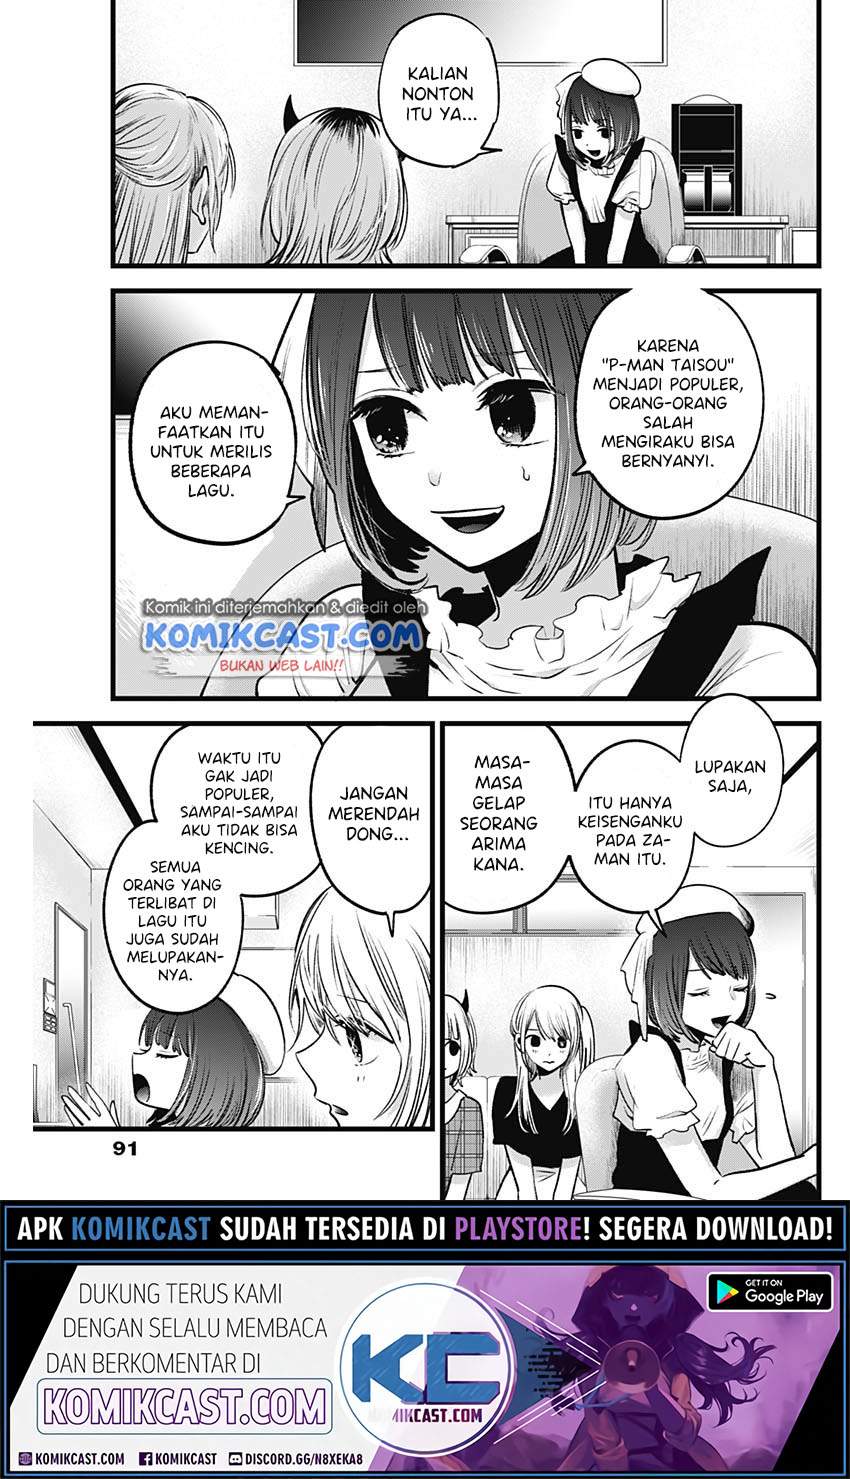 KALIAN
NONTON
ITU YA...
KARENA
"P-MAN TAISOU"
MENJADI POPULER,
ORANG-ORANG
SALAH
MENGIRAKU BISA
BERNYANYI.
AKU MEMAN-
FAATKAN ITU
UNTUK MERILIS
BEBERAPA
LAGU.
Komik ini diterjemahkan & diedit oleh
KOMIKCAST.COM
BUKAN WEB LAIN!!
LUPAKAN
SAJA,
ITU HANYA
KEISENGANKU
PADA ZA-
MAN ITU.
MASA-
MASA
GELAP
SEORANG
ARIMA
KANA.
JANGAN
MERENDAH
DONG...
WAKTU ITU
GAK JADI
POPULER,
SAMPAI-SAMPAI
AKU TIDAK BISA
KENCING.
SEMUA
ORANG YANG
TERLIBAT DI
LAGU ITU
JUGA SUDAH
MELUPAKAN-
NYA.
91
APK KOMIKCAST SUDAH TERSEDIA DI PLAYSTORE! SEGERA DOWNLOAD!
DUKUNG TERUS KAMI
DENGAN SELALU MEMBACA
DAN BERKOMENTAR DI
KOMIKCAST.COM
KOMIKCAST.COM
KOMIKCAST
DISCORD.GG/N8XEKA8
KC
KOMIKCAST.COM
GET IT ON
Google Play